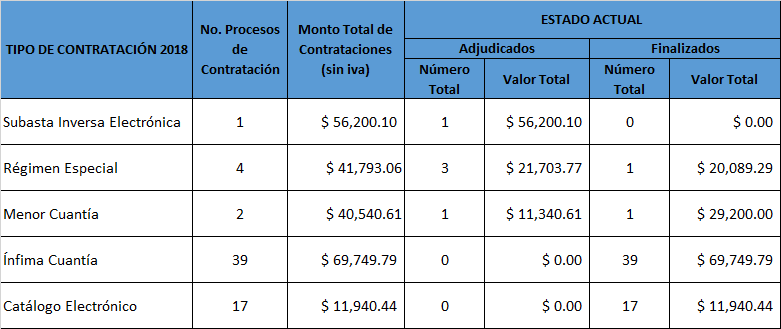 TIPO DE CONTRATACIÓN 2018
No. Procesos de Contratación
Monto Total de Contrataciones (sin iva)
ESTADO ACTUAL
Adjudicados
Finalizados
Número Total
Valor Total
Número Total
Valor Total
Subasta Inversa Electrónica 1 $ 56,200.10 1 $ 56,200.10 0 $ 0.00
Régimen Especial 4 $ 41,793.06 3 $ 21,703.77 1 $ 20,089.29
Menor Cuantía 2 $ 40,540.61 1 $ 11,340.61 1 $ 29,200.00
Ínfima Cuantía 39 $ 69,749.79 0 $ 0.00 39 $ 69,749.79
Catálogo Electrónico 17 $ 11,940.44 0 $ 0.00 17 $ 11,940.44